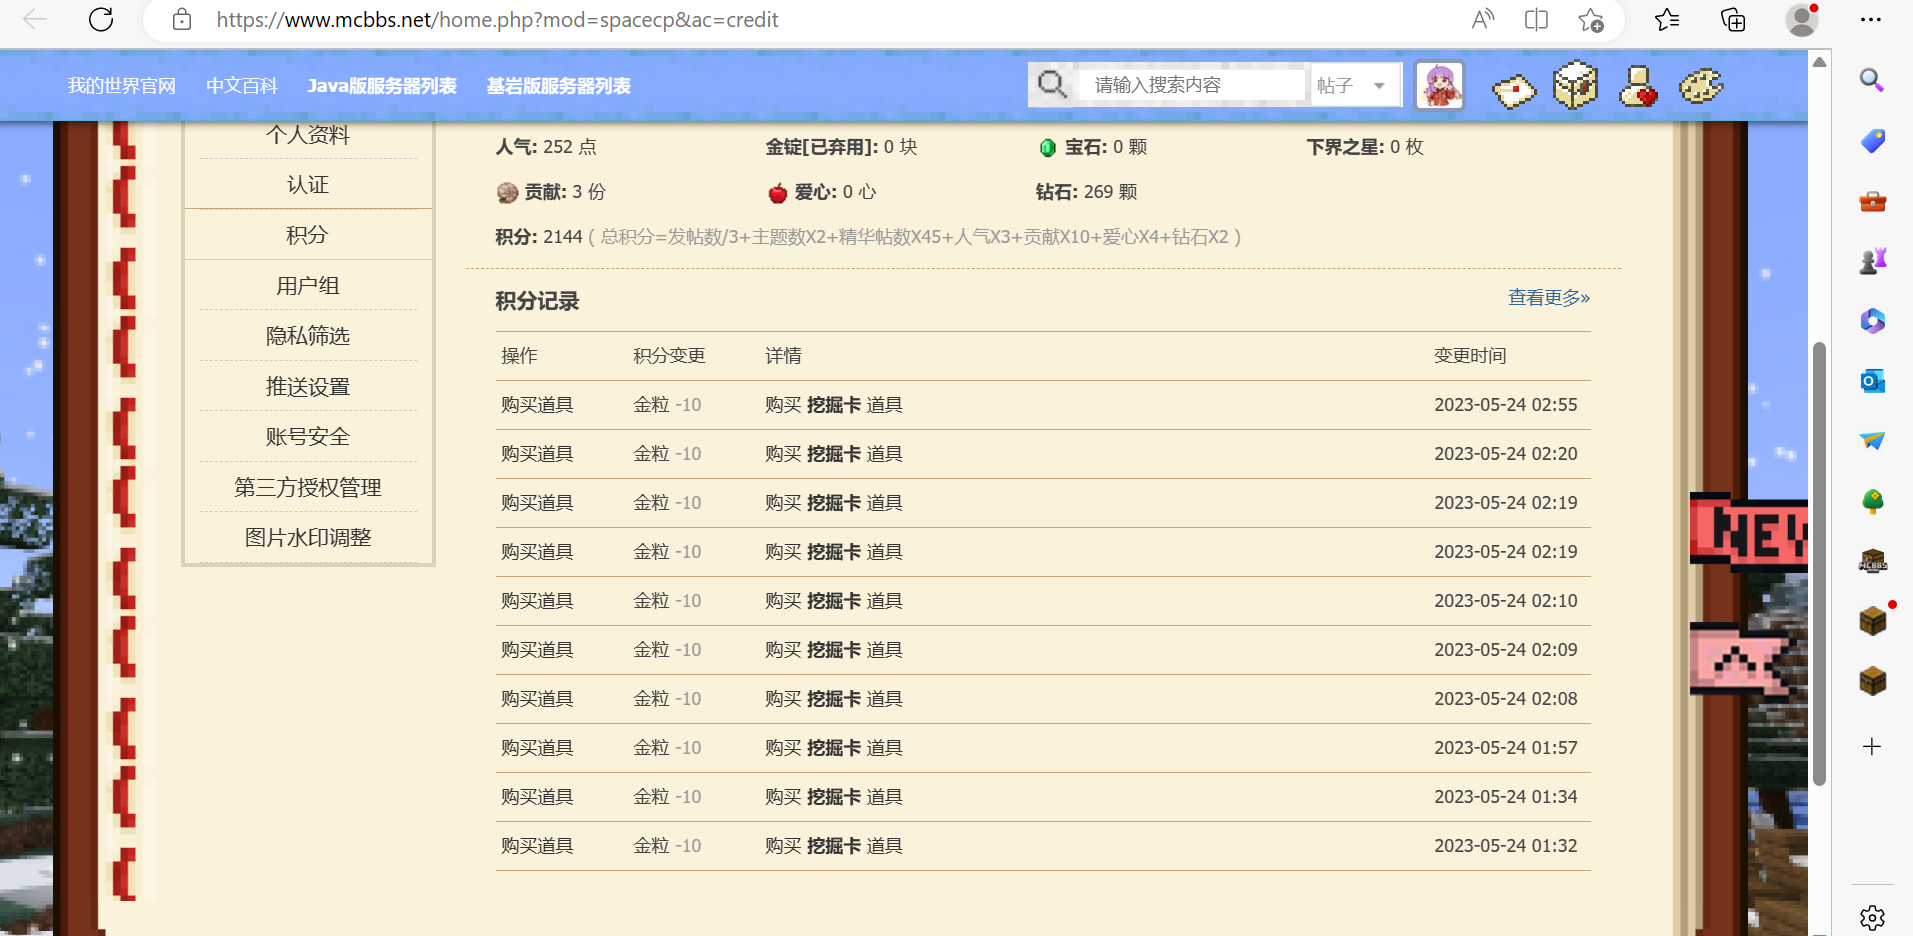 https://www.mcbbs.net/home.php?mod=spacecp&ac=credit
我的世界官网 中文百科 Java版服务器列表 基岩版服务器列表 请输入搜索内容 帖子
个人资料
认证
积分
用户组
隐私筛选
推送设置
账号安全
第三方授权管理
图片水印调整
人气: 252 点 金锭[已弃用]: 0 块 宝石: 0 颗 下界之星: 0 枚
贡献: 3 份 爱心: 0 心 钻石: 269 颗
积分: 2144 ( 总积分=发帖数/3+主题数X2+精华帖数X45+人气X3+贡献X10+爱心X4+钻石X2 )
积分记录 查看更多»
操作 积分变更 详情 变更时间
购买道具 金粒 -10 购买 挖掘卡 道具 2023-05-24 02:55
购买道具 金粒 -10 购买 挖掘卡 道具 2023-05-24 02:20
购买道具 金粒 -10 购买 挖掘卡 道具 2023-05-24 02:19
购买道具 金粒 -10 购买 挖掘卡 道具 2023-05-24 02:19
购买道具 金粒 -10 购买 挖掘卡 道具 2023-05-24 02:10
购买道具 金粒 -10 购买 挖掘卡 道具 2023-05-24 02:09
购买道具 金粒 -10 购买 挖掘卡 道具 2023-05-24 02:08
购买道具 金粒 -10 购买 挖掘卡 道具 2023-05-24 01:57
购买道具 金粒 -10 购买 挖掘卡 道具 2023-05-24 01:34
购买道具 金粒 -10 购买 挖掘卡 道具 2023-05-24 01:32
NEW
MCBBS